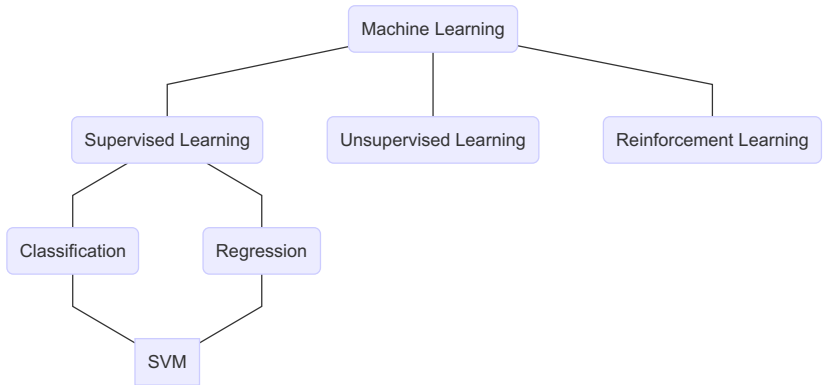 Machine Learning
Supervised Learning
Unsupervised Learning
Reinforcement Learning
Classification
Regression
SVM